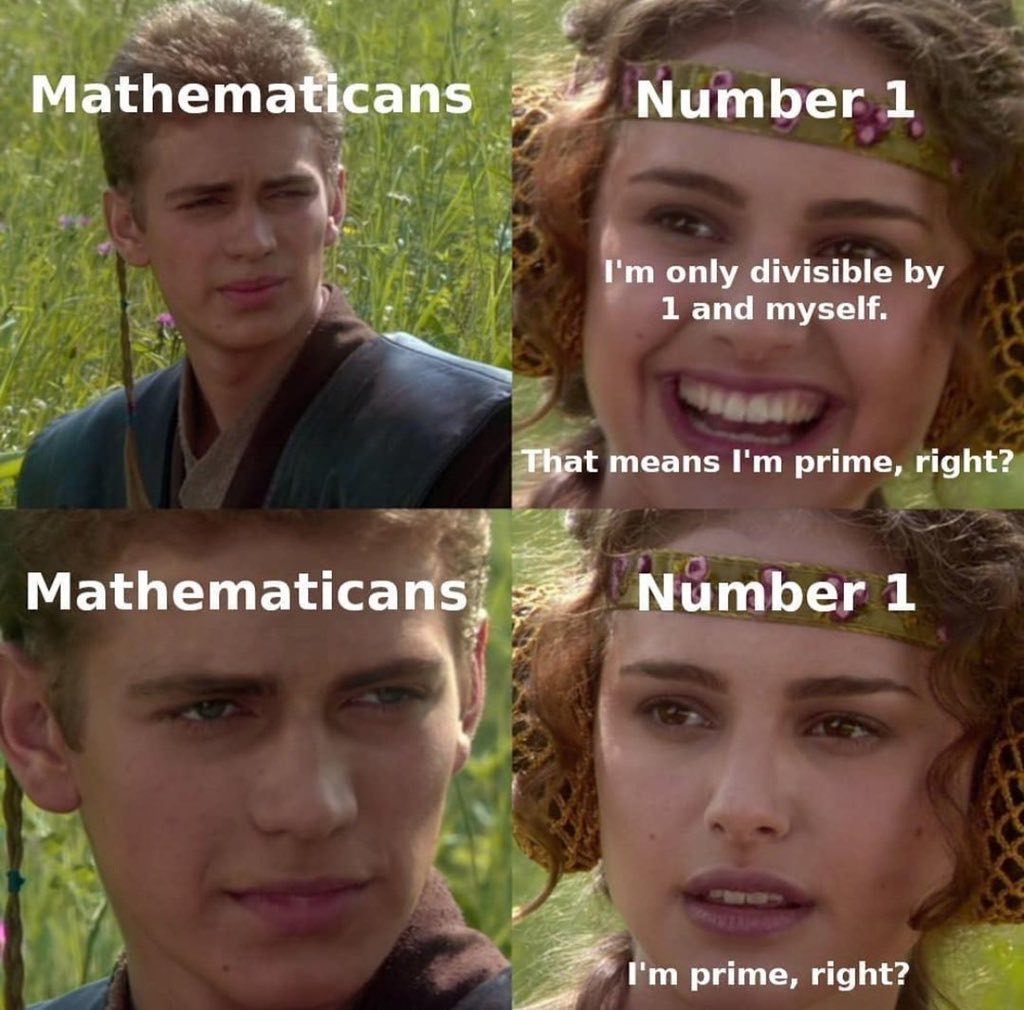 Mathematicans
Number 1
I'm only divisible by
1 and myself.
That means I'm prime, right?
Mathematicans
Number 1
I'm prime, right?